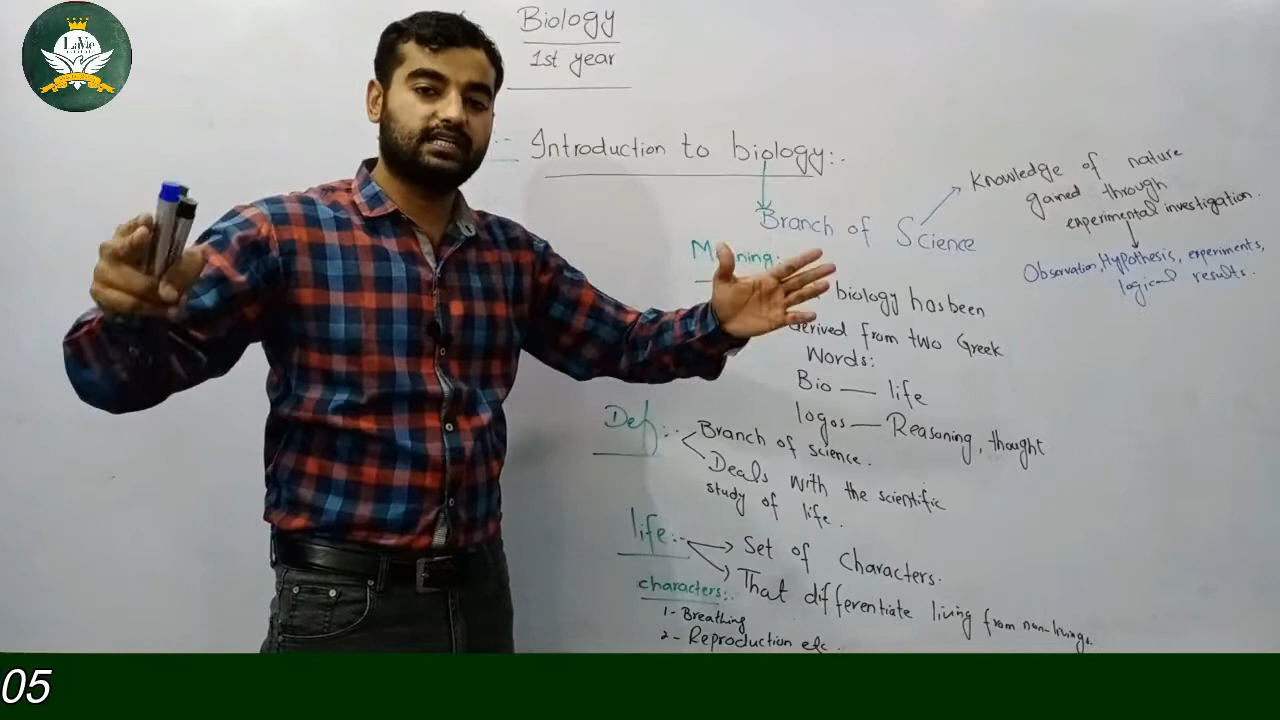 LaVie
Biology
1st year
Introduction to biology:.
Branch of Science
Knowledge of nature
gained through
experimental investigation.
Observation, Hypothesis, experiments,
logical results.
biology has been
derived from two Greek
Words:
Bio — life
logos — Reasoning, thought
Def:.
Branch of science.
Deals with the scientific
study of life.
life:-
Set of Characters.
That differentiate living from non-livings.
characters:.
1- Breathing
2- Reproduction etc.
05